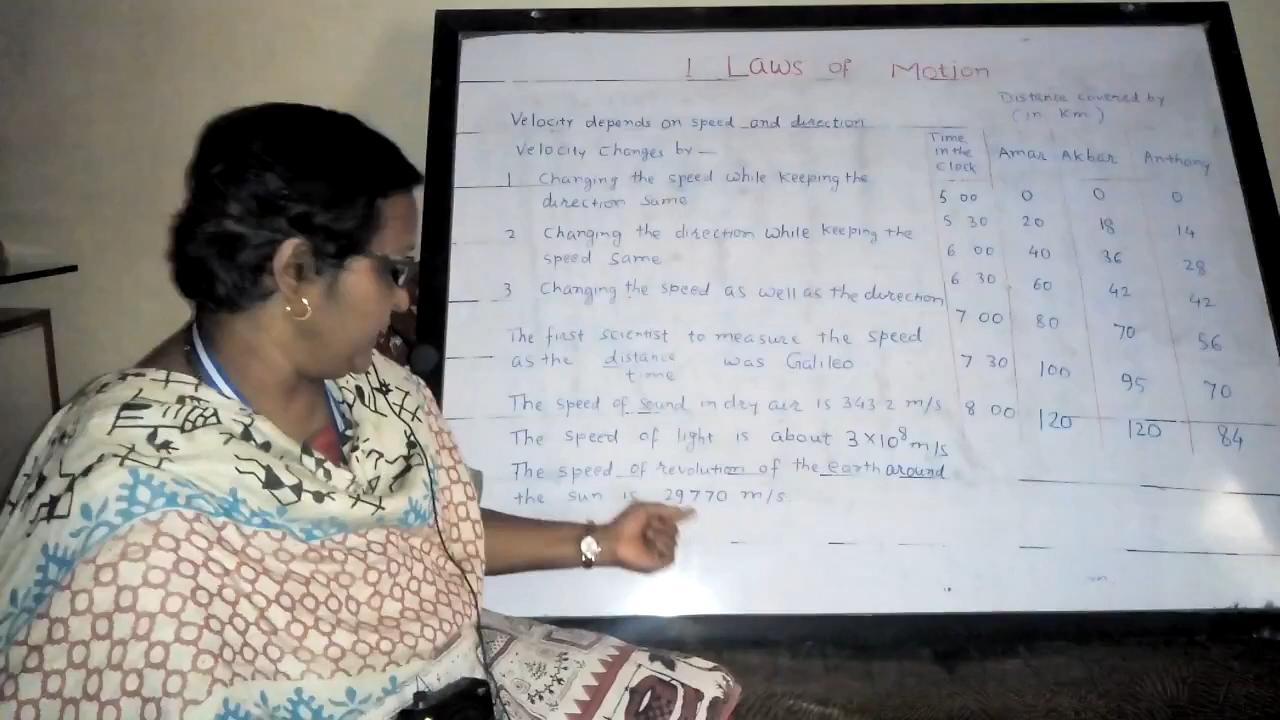 1 Laws of Motion
Velocity depends on speed and direction
Velocity Changes by —
1 Changing the speed while keeping the
direction same
2 Changing the direction while keeping the
speed same
3 Changing the speed as well as the direction
The first scientist to measure the speed
as the distance was Galileo
time
The speed of sound in dry air is 343 2 m/s
The speed of light is about 3×10⁸ m/s
The speed of revolution of the earth around
the sun is 29770 m/s
Distance covered by
(in Km)
Time in the Clock Amar Akbar Anthony
5 00 0 0 0
5 30 20 18 14
6 00 40 36 28
6 30 60 42 42
7 00 80 70 56
7 30 100 95 70
8 00 120 120 84